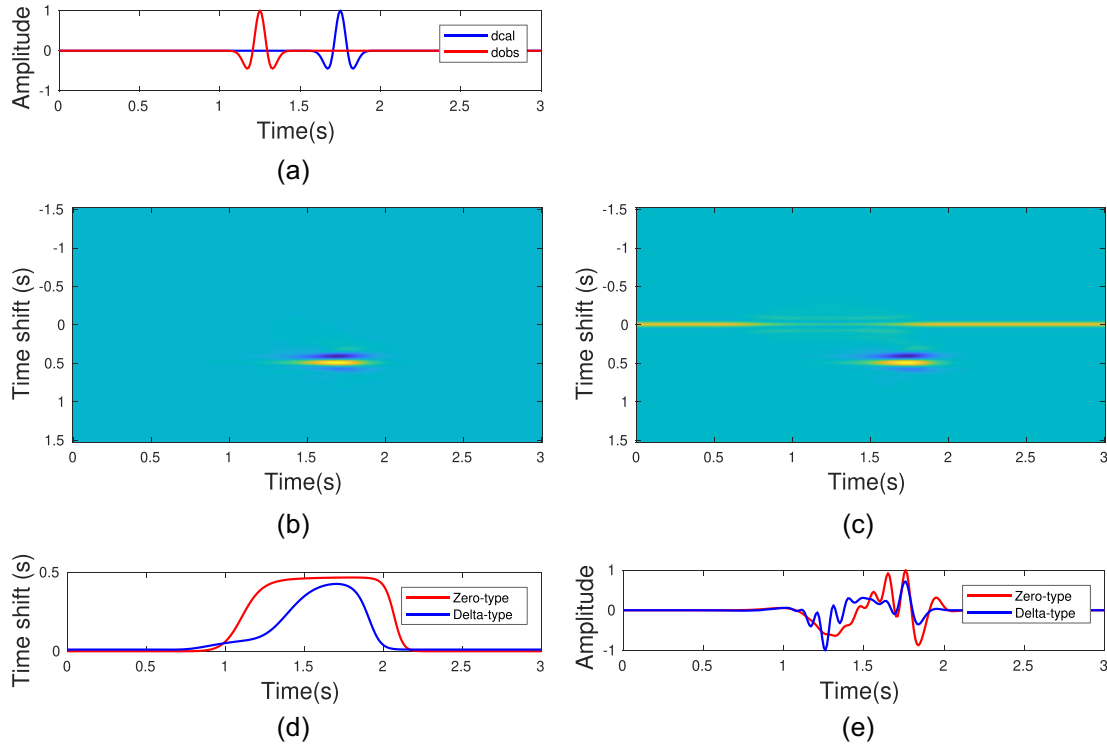 Amplitude
1
0
-1
dcal
dobs
0 0.5 1 1.5 2 2.5 3
Time(s)
(a)
Time shift (s)
-1.5
-1
-0.5
0
0.5
1
1.5
0 0.5 1 1.5 2 2.5 3
Time(s)
(b)
Time shift (s)
-1.5
-1
-0.5
0
0.5
1
1.5
0 0.5 1 1.5 2 2.5 3
Time(s)
(c)
Time shift (s)
0.5
0
Zero-type
Delta-type
0 0.5 1 1.5 2 2.5 3
Time(s)
(d)
Amplitude
1
0
-1
Zero-type
Delta-type
0 0.5 1 1.5 2 2.5 3
Time(s)
(e)